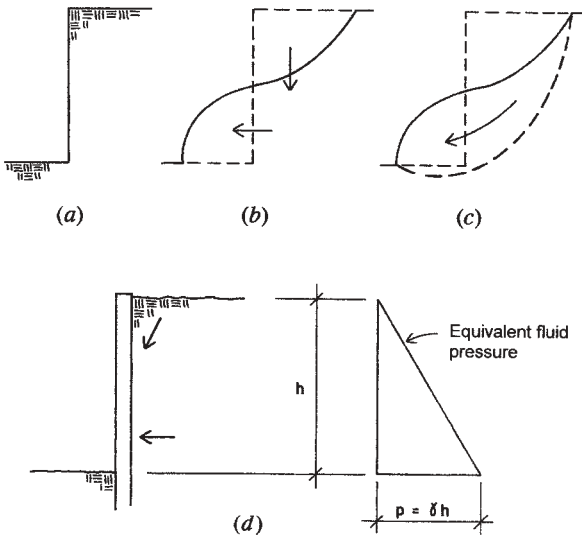 (a)
(b)
(c)
Equivalent fluid
pressure
h
p = γh
(d)